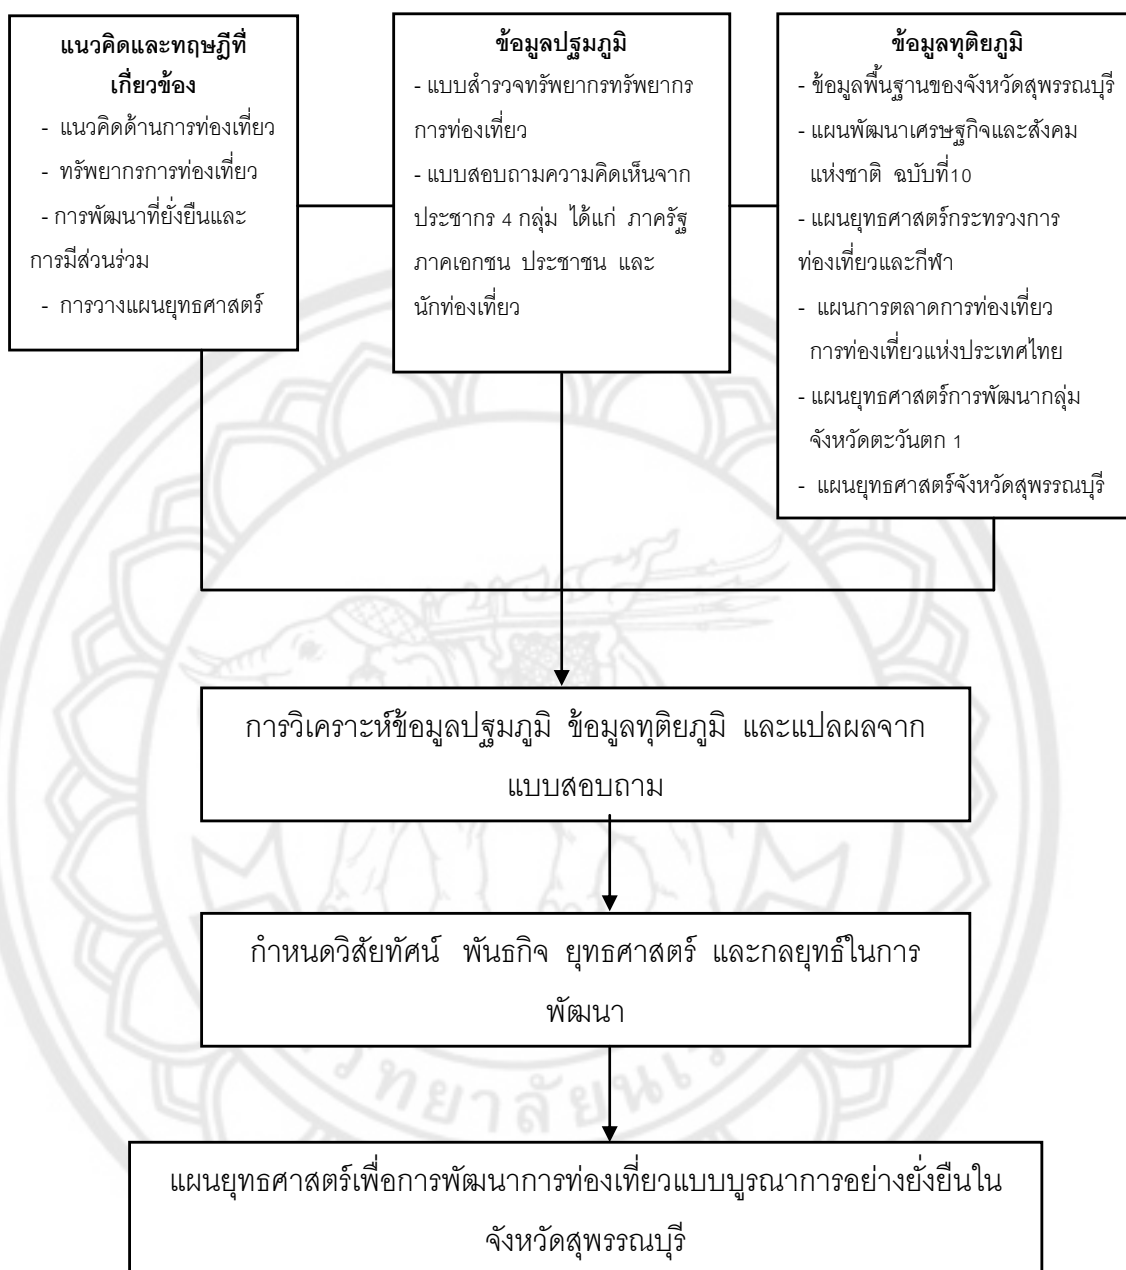 แนวคิดและทฤษฎีที่
เกี่ยวข้อง
- แนวคิดด้านการท่องเที่ยว
- ทรัพยากรการท่องเที่ยว
- การพัฒนาที่ยั่งยืนและ
การมีส่วนร่วม
- การวางแผนยุทธศาสตร์
ข้อมูลปฐมภูมิ
- แบบสำรวจทรัพยากรทรัพยากร
การท่องเที่ยว
- แบบสอบถามความคิดเห็นจาก
ประชากร 4 กลุ่ม ได้แก่ ภาครัฐ
ภาคเอกชน ประชาชน และ
นักท่องเที่ยว
ข้อมูลทุติยภูมิ
- ข้อมูลพื้นฐานของจังหวัดสุพรรณบุรี
- แผนพัฒนาเศรษฐกิจและสังคม
แห่งชาติ ฉบับที่10
- แผนยุทธศาสตร์กระทรวงการ
ท่องเที่ยวและกีฬา
- แผนการตลาดการท่องเที่ยว
การท่องเที่ยวแห่งประเทศไทย
- แผนยุทธศาสตร์การพัฒนากลุ่ม
จังหวัดตะวันตก 1
- แผนยุทธศาสตร์จังหวัดสุพรรณบุรี
การวิเคราะห์ข้อมูลปฐมภูมิ ข้อมูลทุติยภูมิ และแปลผลจาก
แบบสอบถาม
กำหนดวิสัยทัศน์ พันธกิจ ยุทธศาสตร์ และกลยุทธ์ในการ
พัฒนา
แผนยุทธศาสตร์เพื่อการพัฒนาการท่องเที่ยวแบบบูรณาการอย่างยั่งยืนใน
จังหวัดสุพรรณบุรี